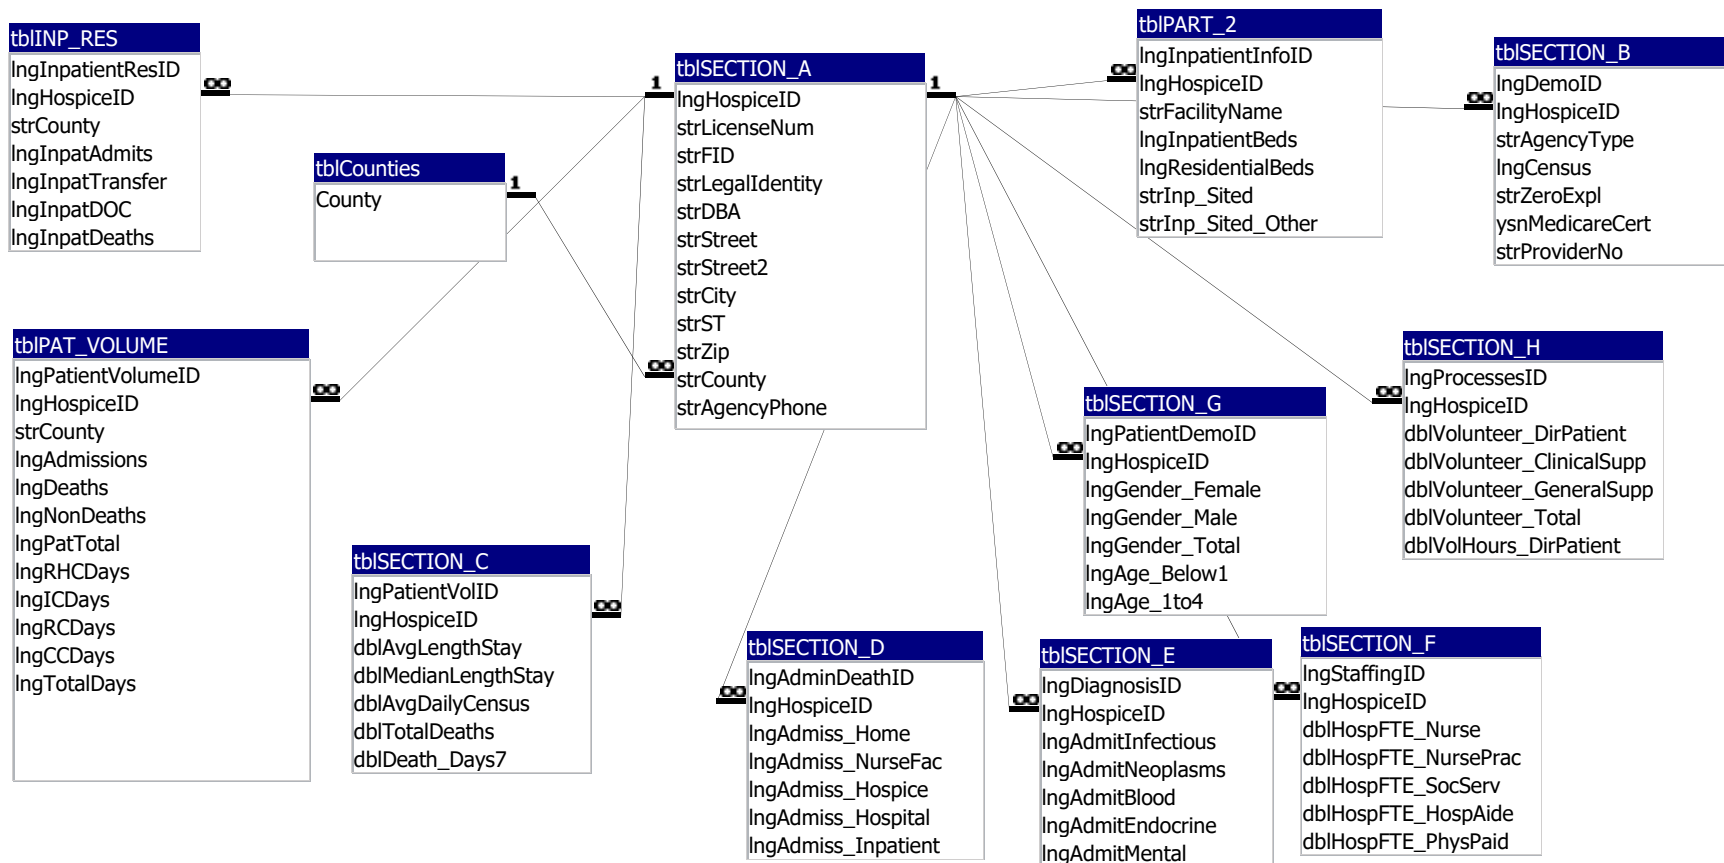 tblINP_RES
lngInpatientResID
lngHospiceID
strCounty
lngInpatAdmits
lngInpatTransfer
lngInpatDOC
lngInpatDeaths
∞
tblCounties
County
1
tblPAT_VOLUME
lngPatientVolumeID
lngHospiceID
strCounty
lngAdmissions
lngDeaths
lngNonDeaths
lngPatTotal
lngRHCDays
lngICDays
lngRCDays
lngCCDays
lngTotalDays
∞
tblSECTION_C
lngPatientVolID
lngHospiceID
dblAvgLengthStay
dblMedianLengthStay
dblAvgDailyCensus
dblTotalDeaths
dblDeath_Days7
∞
1
tblSECTION_A
1
lngHospiceID
strLicenseNum
strFID
strLegalIdentity
strDBA
strStreet
strStreet2
strCity
strST
strZip
strCounty
strAgencyPhone
∞
tblPART_2
lngInpatientInfoID
lngHospiceID
strFacilityName
lngInpatientBeds
lngResidentialBeds
strInp_Sited
strInp_Sited_Other
∞
tblSECTION_B
lngDemoID
lngHospiceID
strAgencyType
lngCensus
strZeroExpl
ysnMedicareCert
strProviderNo
∞
tblSECTION_H
lngProcessesID
lngHospiceID
dblVolunteer_DirPatient
dblVolunteer_ClinicalSupp
dblVolunteer_GeneralSupp
dblVolunteer_Total
dblVolHours_DirPatient
∞
tblSECTION_G
lngPatientDemoID
lngHospiceID
lngGender_Female
lngGender_Male
lngGender_Total
lngAge_Below1
lngAge_1to4
∞
tblSECTION_D
lngAdminDeathID
lngHospiceID
lngAdmiss_Home
lngAdmiss_NurseFac
lngAdmiss_Hospice
lngAdmiss_Hospital
lngAdmiss_Inpatient
∞
tblSECTION_E
lngDiagnosisID
lngHospiceID
lngAdmitInfectious
lngAdmitNeoplasms
lngAdmitBlood
lngAdmitEndocrine
lngAdmitMental
∞
tblSECTION_F
lngStaffingID
lngHospiceID
dblHospFTE_Nurse
dblHospFTE_NursePrac
dblHospFTE_SocServ
dblHospFTE_HospAide
dblHospFTE_PhysPaid
∞